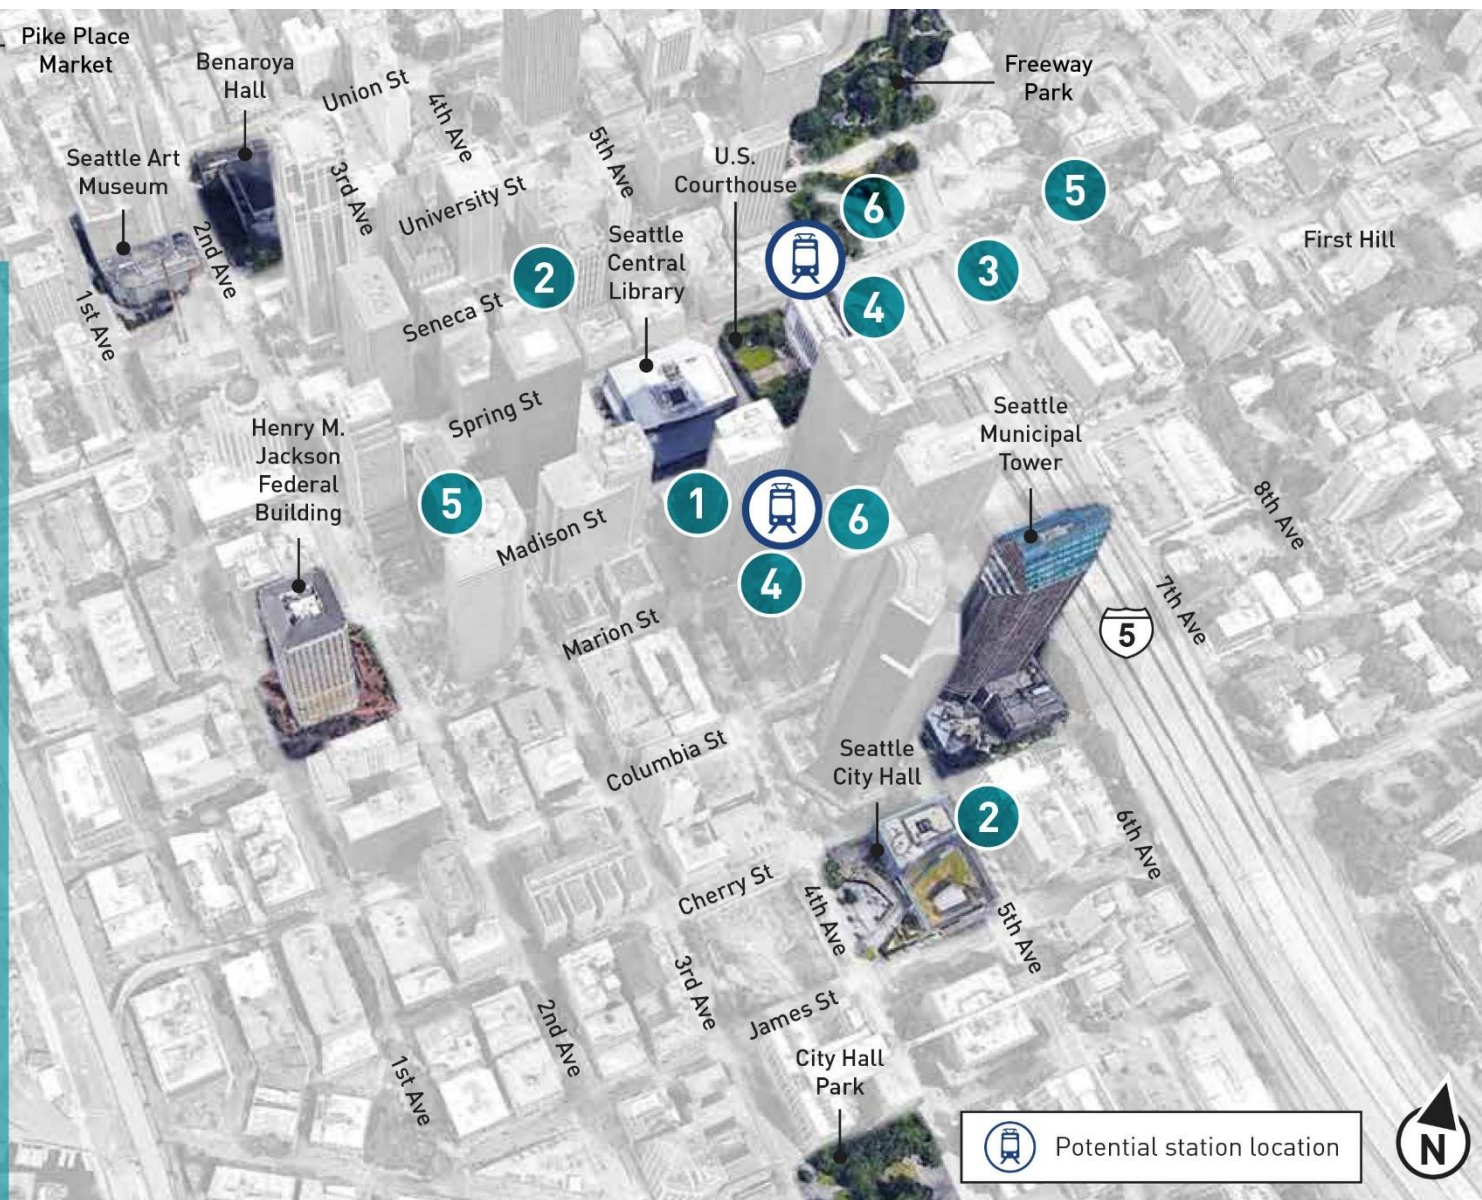 Pike Place
Market
Benaroya
Hall
Union St
4th Ave
Freeway
Park
Seattle Art
Museum
3rd Ave
5th Ave
U.S.
Courthouse
University St
2nd Ave
6
5
Seattle
Central
Library
First Hill
2
3
1st Ave
Seneca St
4
Spring St
Henry M.
Jackson
Federal
Building
Seattle
Municipal
Tower
5
1
6
8th Ave
Madison St
4
Marion St
5
7th Ave
Columbia St
Seattle
City Hall
2
6th Ave
Cherry St
4th Ave
5th Ave
3rd Ave
James St
2nd Ave
1st Ave
City Hall
Park
Potential station location
N